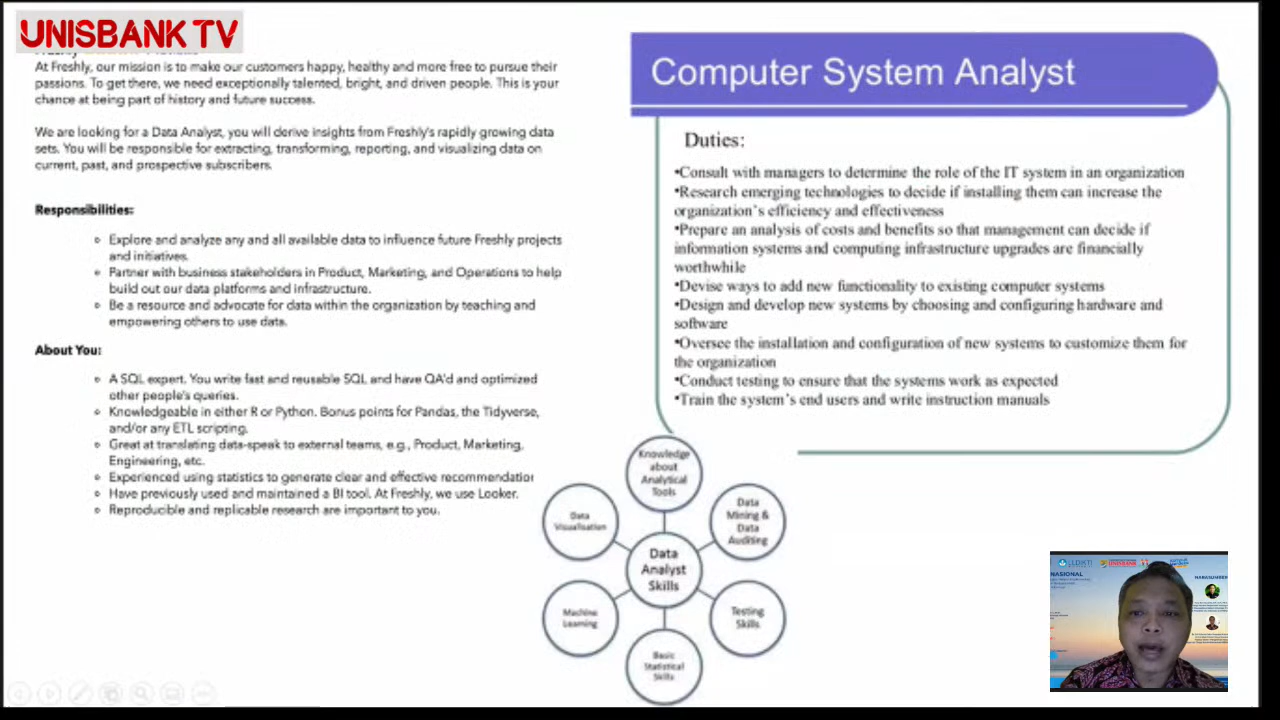 UNISBANK TV
At Freshly, our mission is to make our customers happy, healthy and more free to pursue their
passions. To get there, we need exceptionally talented, bright, and driven people. This is your
chance at being part of history and future success.
We are looking for a Data Analyst, you will derive insights from Freshly's rapidly growing data
sets. You will be responsible for extracting, transforming, reporting, and visualizing data on
current, past, and prospective subscribers.
Responsibilities:
Explore and analyze any and all available data to influence future Freshly projects
and initiatives.
Partner with business stakeholders in Product, Marketing, and Operations to help
build out our data platforms and infrastructure.
Be a resource and advocate for data within the organization by teaching and
empowering others to use data.
About You:
A SQL expert. You write fast and reusable SQL and have QA'd and optimized
other people's queries.
Knowledgeable in either R or Python. Bonus points for Pandas, the Tidyverse,
and/or any ETL scripting.
Great at translating data-speak to external teams, e.g., Product, Marketing,
Engineering, etc.
Experienced using statistics to generate clear and effective recommendation
Have previously used and maintained a BI tool. At Freshly, we use Looker.
Reproducible and replicable research are important to you.
Computer System Analyst
Duties:
•Consult with managers to determine the role of the IT system in an organization
•Research emerging technologies to decide if installing them can increase the
organization's efficiency and effectiveness
•Prepare an analysis of costs and benefits so that management can decide if
information systems and computing infrastructure upgrades are financially
worthwhile
•Devise ways to add new functionality to existing computer systems
•Design and develop new systems by choosing and configuring hardware and
software
•Oversee the installation and configuration of new systems to customize them for
the organization
•Conduct testing to ensure that the systems work as expected
•Train the system's end users and write instruction manuals
Knowledge
about
Analytical
Tools
Data
Mining &
Data
Auditing
Data
Visualisation
Data
Analyst
Skills
Machine
Learning
Testing
Skills
Basic
Statistical
Skills
LLDIKTI
UNISBANK
NASIONAL
NARASUMBER